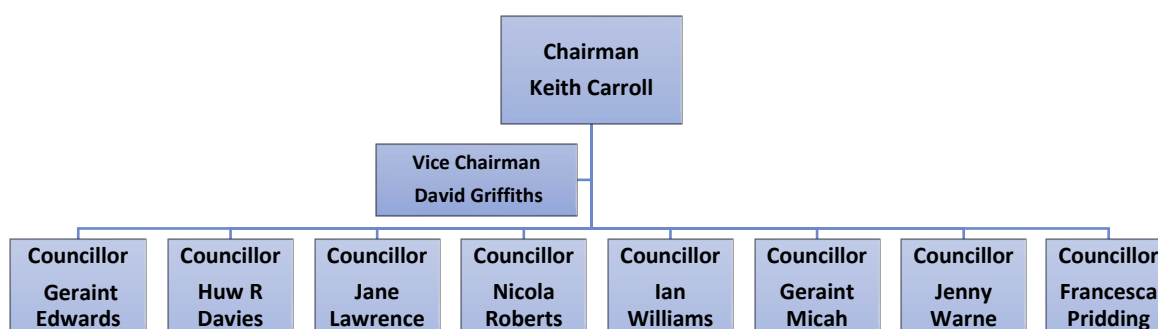 Chairman
Keith Carroll
Vice Chairman
David Griffiths
Councillor
Geraint
Edwards
Councillor
Huw R
Davies
Councillor
Jane
Lawrence
Councillor
Nicola
Roberts
Councillor
Ian
Williams
Councillor
Geraint
Micah
Councillor
Jenny
Warne
Councillor
Francesca
Pridding